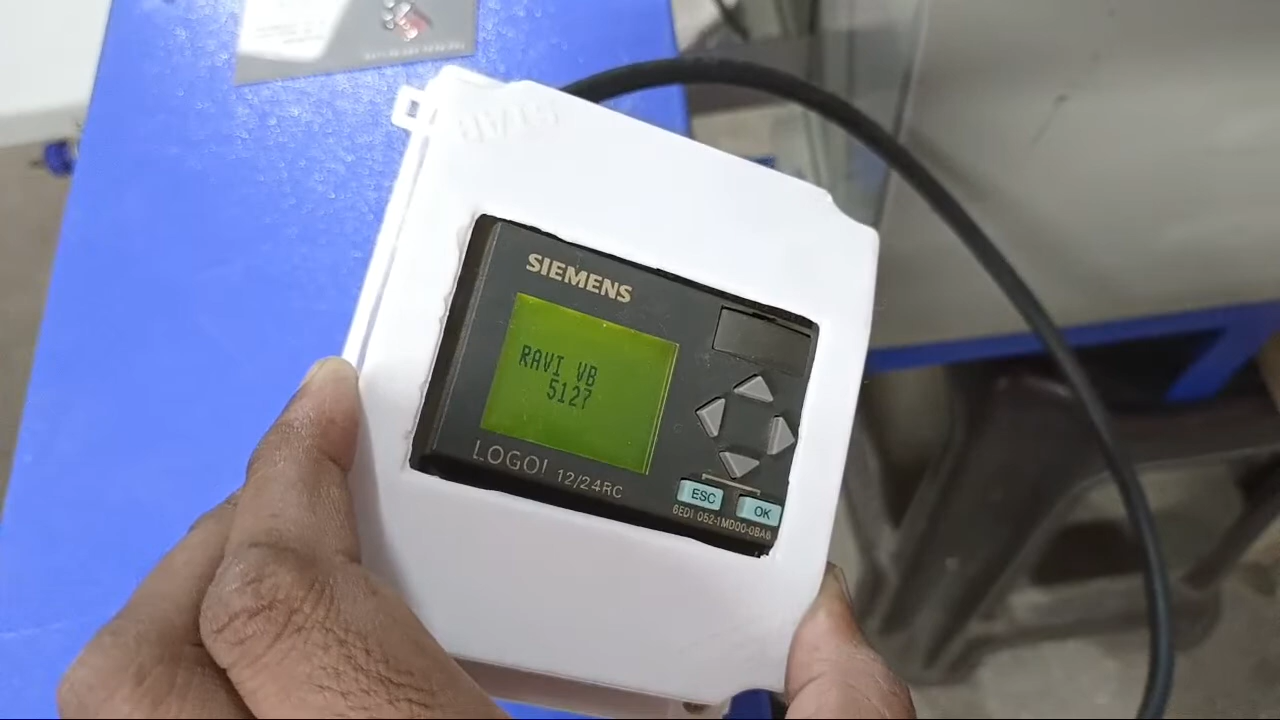 SIEMENS
RAVI VB
5127
LOGO! 12/24RC
ESC
OK
6ED1 052-1MD00-0BA6